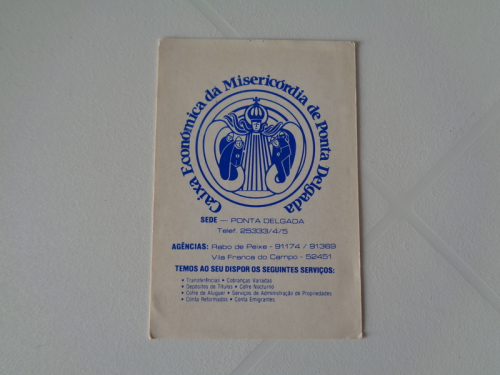 Caixa Económica da Misericórdia de Ponta Delgada
SEDE — PONTA DELGADA
Telef. 25333/4/5
AGÊNCIAS: Rabo de Peixe - 91174 / 91369
Vila Franca do Campo - 52451
TEMOS AO SEU DISPOR OS SEGUINTES SERVIÇOS:
• Transferências • Cobranças Variadas
• Depósitos de Títulos • Cofre Nocturno
• Cofre de Aluguer • Serviços de Administração de Propriedades
• Conta Reformados • Conta Emigrantes